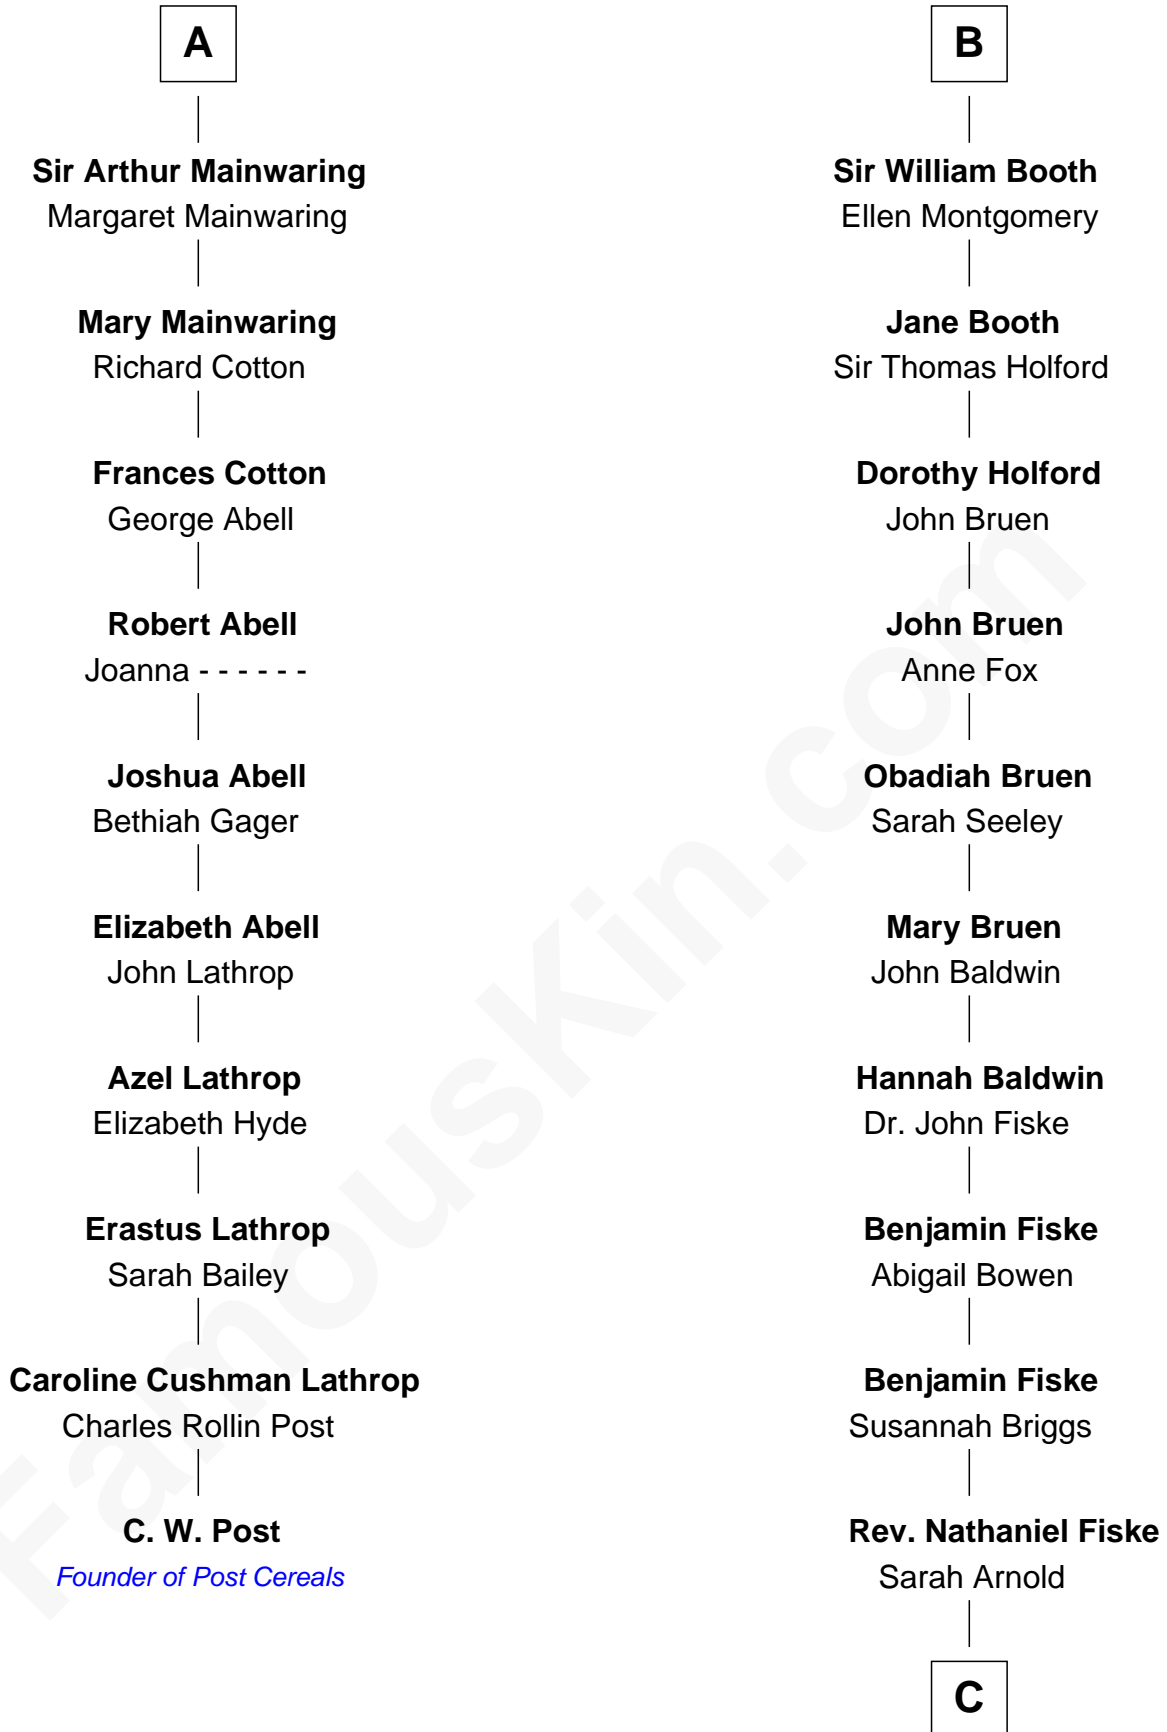 A
Sir Arthur Mainwaring
Margaret Mainwaring
Mary Mainwaring
Richard Cotton
Frances Cotton
George Abell
Robert Abell
Joanna - - - - - -
Joshua Abell
Bethiah Gager
Elizabeth Abell
John Lathrop
Azel Lathrop
Elizabeth Hyde
Erastus Lathrop
Sarah Bailey
Caroline Cushman Lathrop
Charles Rollin Post
C. W. Post
Founder of Post Cereals
B
Sir William Booth
Ellen Montgomery
Jane Booth
Sir Thomas Holford
Dorothy Holford
John Bruen
John Bruen
Anne Fox
Obadiah Bruen
Sarah Seeley
Mary Bruen
John Baldwin
Hannah Baldwin
Dr. John Fiske
Benjamin Fiske
Abigail Bowen
Benjamin Fiske
Susannah Briggs
Rev. Nathaniel Fiske
Sarah Arnold
C
FamousKin.com